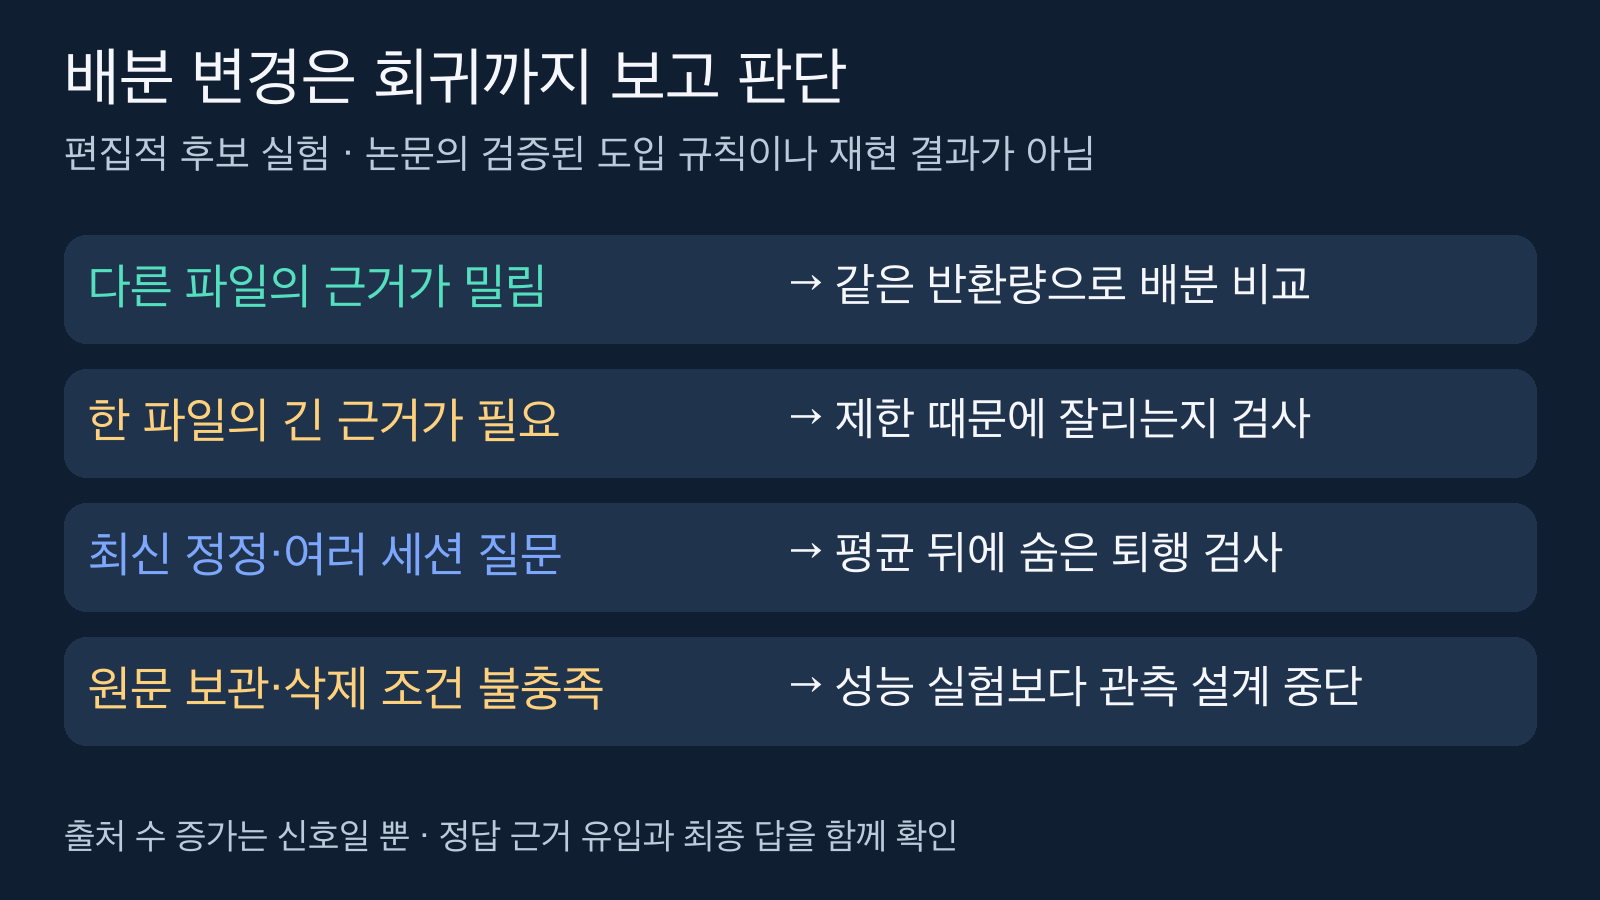 배분 변경은 회귀까지 보고 판단
편집적 후보 실험 · 논문의 검증된 도입 규칙이나 재현 결과가 아님
다른 파일의 근거가 밀림 → 같은 반환량으로 배분 비교
한 파일의 긴 근거가 필요 → 제한 때문에 잘리는지 검사
최신 정정·여러 세션 질문 → 평균 뒤에 숨은 퇴행 검사
원문 보관·삭제 조건 불충족 → 성능 실험보다 관측 설계 중단
출처 수 증가는 신호일 뿐 · 정답 근거 유입과 최종 답을 함께 확인